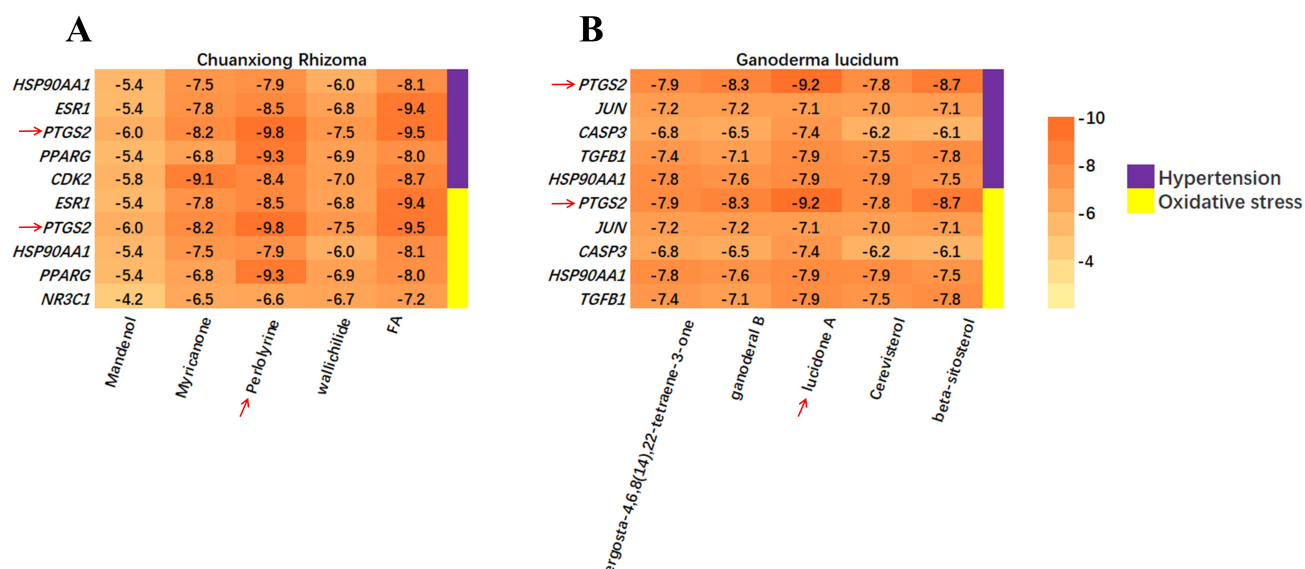 A
B
Chuanxiong Rhizoma
HSP90AA1 -5.4 -7.5 -7.9 -6.0 -8.1
ESR1 -5.4 -7.8 -8.5 -6.8 -9.4
PTGS2 -6.0 -8.2 -9.8 -7.5 -9.5
PPARG -5.4 -6.8 -9.3 -6.9 -8.0
CDK2 -5.8 -9.1 -8.4 -7.0 -8.7
ESR1 -5.4 -7.8 -8.5 -6.8 -9.4
PTGS2 -6.0 -8.2 -9.8 -7.5 -9.5
HSP90AA1 -5.4 -7.5 -7.9 -6.0 -8.1
PPARG -5.4 -6.8 -9.3 -6.9 -8.0
NR3C1 -4.2 -6.5 -6.6 -6.7 -7.2
Mandenol
Myricanone
Perlolyrine
wallichilide
FA
Ganoderma lucidum
PTGS2 -7.9 -8.3 -9.2 -7.8 -8.7
JUN -7.2 -7.2 -7.1 -7.0 -7.1
CASP3 -6.8 -6.5 -7.4 -6.2 -6.1
TGFB1 -7.4 -7.1 -7.9 -7.5 -7.8
HSP90AA1 -7.8 -7.6 -7.9 -7.9 -7.5
PTGS2 -7.9 -8.3 -9.2 -7.8 -8.7
JUN -7.2 -7.2 -7.1 -7.0 -7.1
CASP3 -6.8 -6.5 -7.4 -6.2 -6.1
HSP90AA1 -7.8 -7.6 -7.9 -7.9 -7.5
TGFB1 -7.4 -7.1 -7.9 -7.5 -7.8
ergosta-4,6,8(14),22-tetraene-3-one
ganoderal B
lucidone A
Cerevisterol
beta-sitosterol
-10
-8
-6
-4
Hypertension
Oxidative stress